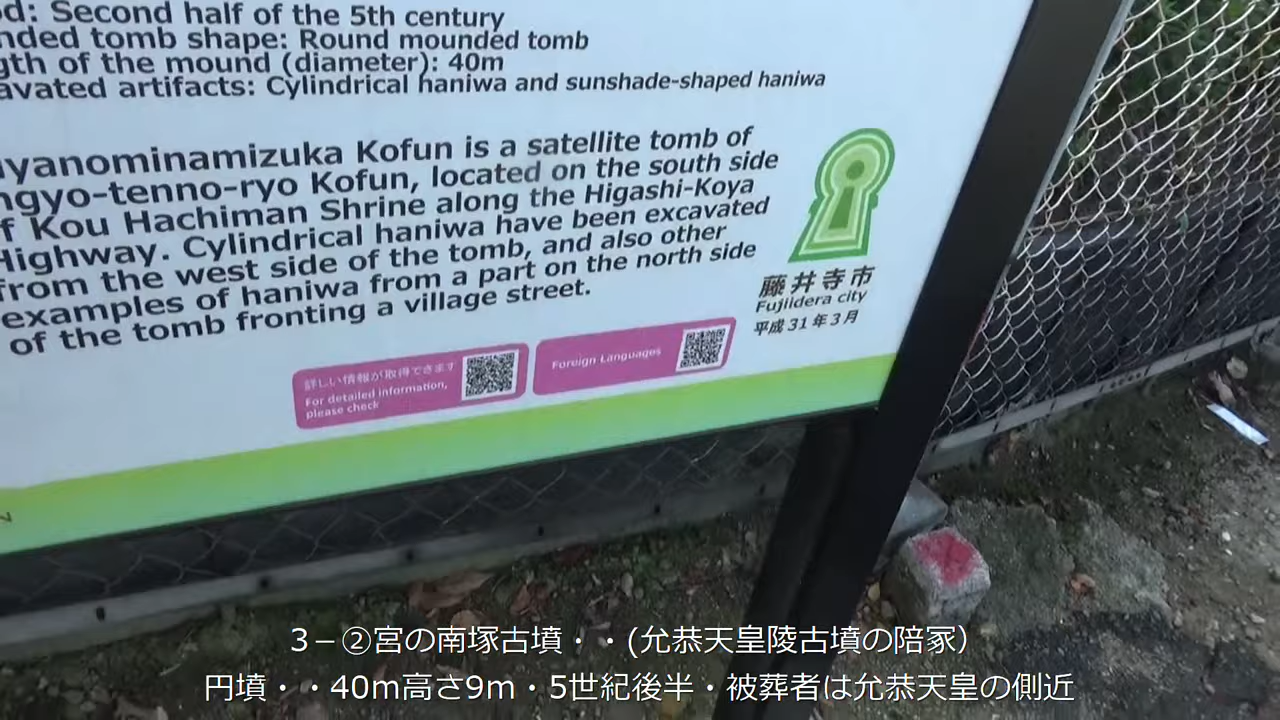 d: Second half of the 5th century
nded tomb shape: Round mounded tomb
gth of the mound (diameter): 40m
avated artifacts: Cylindrical haniwa and sunshade-shaped haniwa
yanominamizuka Kofun is a satellite tomb of
ngyo-tenno-ryo Kofun, located on the south side
f Kou Hachiman Shrine along the Higashi-Koya
Highway. Cylindrical haniwa have been excavated
from the west side of the tomb, and also other
examples of haniwa from a part on the north side
of the tomb fronting a village street.
藤井寺市
Fujiidera city
平成31年3月
詳しい情報が取得できます
For detailed information,
please check
Foreign Languages
N
3－②宮の南塚古墳・・(允恭天皇陵古墳の陪冢）
円墳・・40m高さ9m・5世紀後半・被葬者は允恭天皇の側近